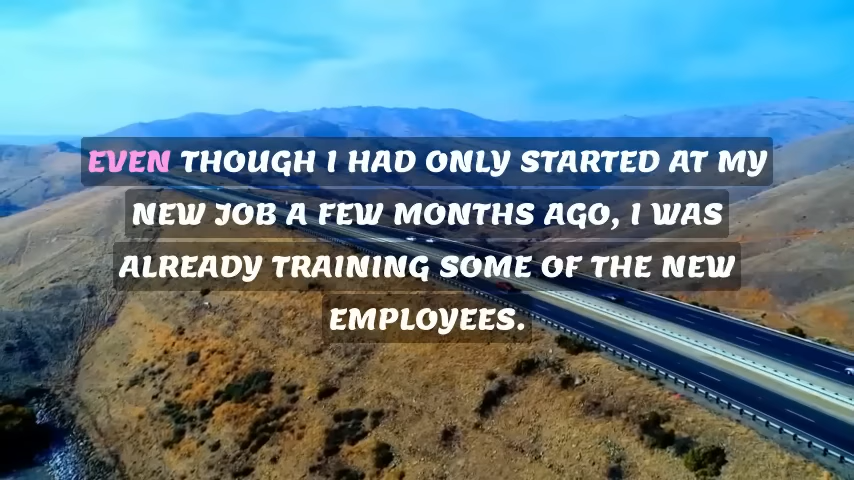 EVEN THOUGH I HAD ONLY STARTED AT MY
NEW JOB A FEW MONTHS AGO, I WAS
ALREADY TRAINING SOME OF THE NEW
EMPLOYEES.